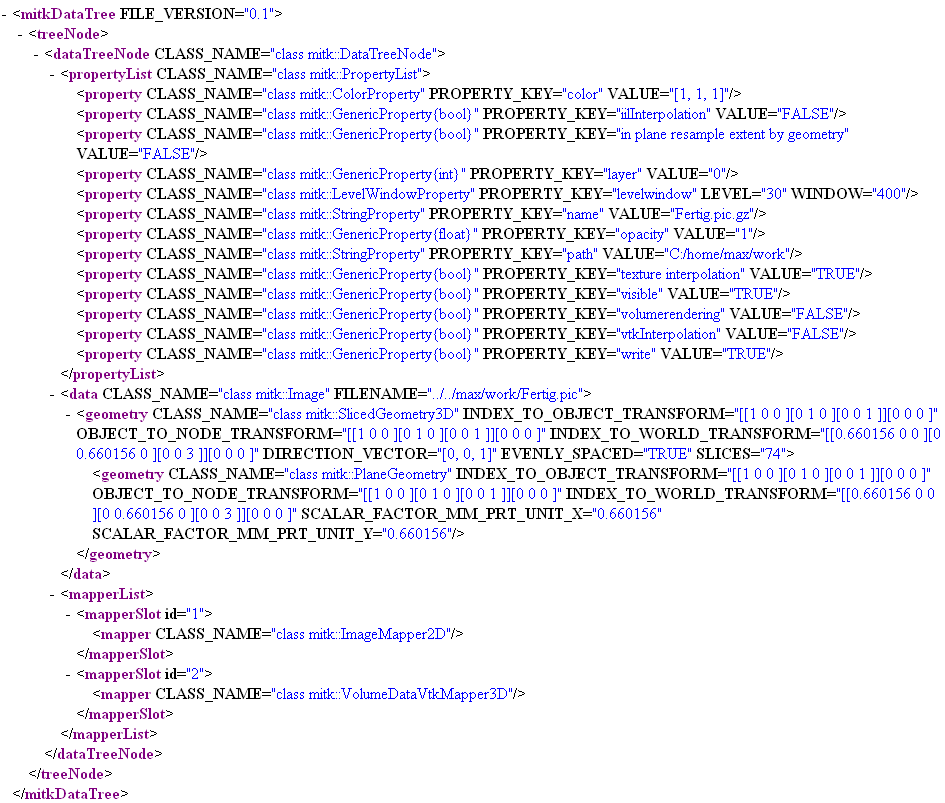 - <mitkDataTree FILE_VERSION="0.1">
- <treeNode>
- <dataTreeNode CLASS_NAME="class mitk::DataTreeNode">
- <propertyList CLASS_NAME="class mitk::PropertyList">
<property CLASS_NAME="class mitk::ColorProperty" PROPERTY_KEY="color" VALUE="[1, 1, 1]"/>
<property CLASS_NAME="class mitk::GenericProperty{bool}" PROPERTY_KEY="iilInterpolation" VALUE="FALSE"/>
<property CLASS_NAME="class mitk::GenericProperty{bool}" PROPERTY_KEY="in plane resample extent by geometry"
VALUE="FALSE"/>
<property CLASS_NAME="class mitk::GenericProperty{int}" PROPERTY_KEY="layer" VALUE="0"/>
<property CLASS_NAME="class mitk::LevelWindowProperty" PROPERTY_KEY="levelwindow" LEVEL="30" WINDOW="400"/>
<property CLASS_NAME="class mitk::StringProperty" PROPERTY_KEY="name" VALUE="Fertig.pic.gz"/>
<property CLASS_NAME="class mitk::GenericProperty{float}" PROPERTY_KEY="opacity" VALUE="1"/>
<property CLASS_NAME="class mitk::StringProperty" PROPERTY_KEY="path" VALUE="C:/home/max/work"/>
<property CLASS_NAME="class mitk::GenericProperty{bool}" PROPERTY_KEY="texture interpolation" VALUE="TRUE"/>
<property CLASS_NAME="class mitk::GenericProperty{bool}" PROPERTY_KEY="visible" VALUE="TRUE"/>
<property CLASS_NAME="class mitk::GenericProperty{bool}" PROPERTY_KEY="volumerendering" VALUE="FALSE"/>
<property CLASS_NAME="class mitk::GenericProperty{bool}" PROPERTY_KEY="vtkInterpolation" VALUE="FALSE"/>
<property CLASS_NAME="class mitk::GenericProperty{bool}" PROPERTY_KEY="write" VALUE="TRUE"/>
</propertyList>
- <data CLASS_NAME="class mitk::Image" FILENAME="../../max/work/Fertig.pic">
- <geometry CLASS_NAME="class mitk::SlicedGeometry3D" INDEX_TO_OBJECT_TRANSFORM="[[1 0 0 ][0 1 0 ][0 0 1 ]][0 0 0 ]"
OBJECT_TO_NODE_TRANSFORM="[[1 0 0 ][0 1 0 ][0 0 1 ]][0 0 0 ]" INDEX_TO_WORLD_TRANSFORM="[[0.660156 0 0 ][0
0.660156 0 ][0 0 3 ]][0 0 0 ]" DIRECTION_VECTOR="[0, 0, 1]" EVENLY_SPACED="TRUE" SLICES="74">
<geometry CLASS_NAME="class mitk::PlaneGeometry" INDEX_TO_OBJECT_TRANSFORM="[[1 0 0 ][0 1 0 ][0 0 1 ]][0 0 0 ]"
OBJECT_TO_NODE_TRANSFORM="[[1 0 0 ][0 1 0 ][0 0 1 ]][0 0 0 ]" INDEX_TO_WORLD_TRANSFORM="[[0.660156 0 0
][0 0.660156 0 ][0 0 3 ]][0 0 0 ]" SCALAR_FACTOR_MM_PRT_UNIT_X="0.660156"
SCALAR_FACTOR_MM_PRT_UNIT_Y="0.660156"/>
</geometry>
</data>
- <mapperList>
- <mapperSlot id="1">
<mapper CLASS_NAME="class mitk::ImageMapper2D"/>
</mapperSlot>
- <mapperSlot id="2">
<mapper CLASS_NAME="class mitk::VolumeDataVtkMapper3D"/>
</mapperSlot>
</mapperList>
</dataTreeNode>
</treeNode>
</mitkDataTree>